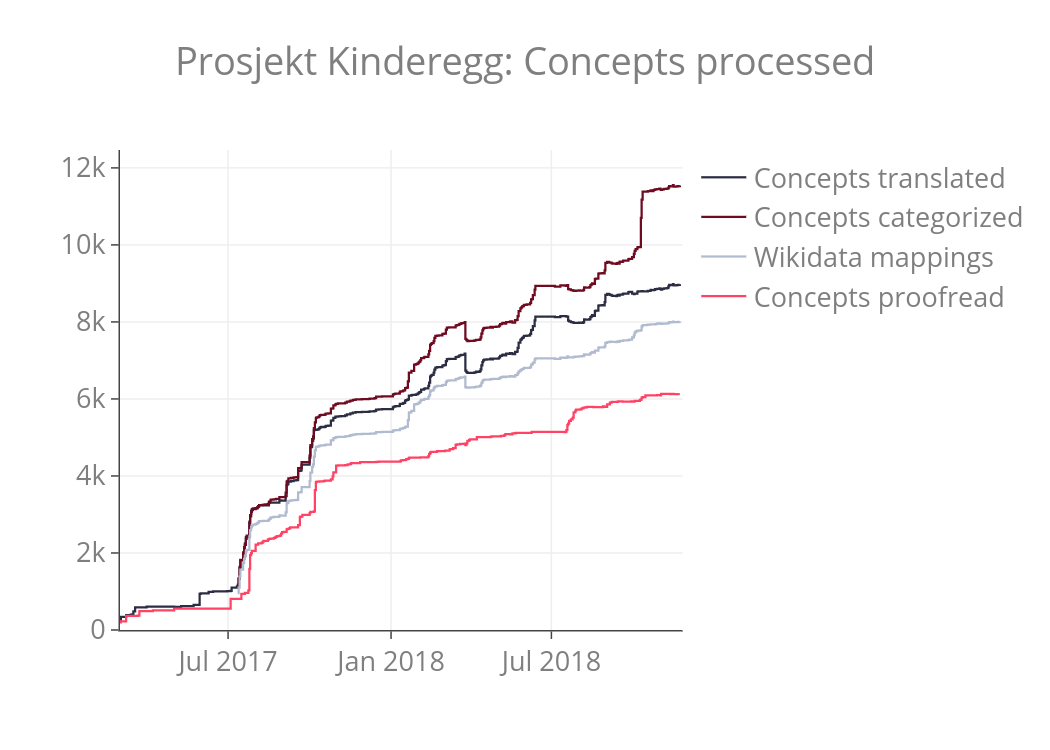 Prosjekt Kinderegg: Concepts processed
12k
10k
8k
6k
4k
2k
0
Jul 2017
Jan 2018
Jul 2018
Concepts translated
Concepts categorized
Wikidata mappings
Concepts proofread